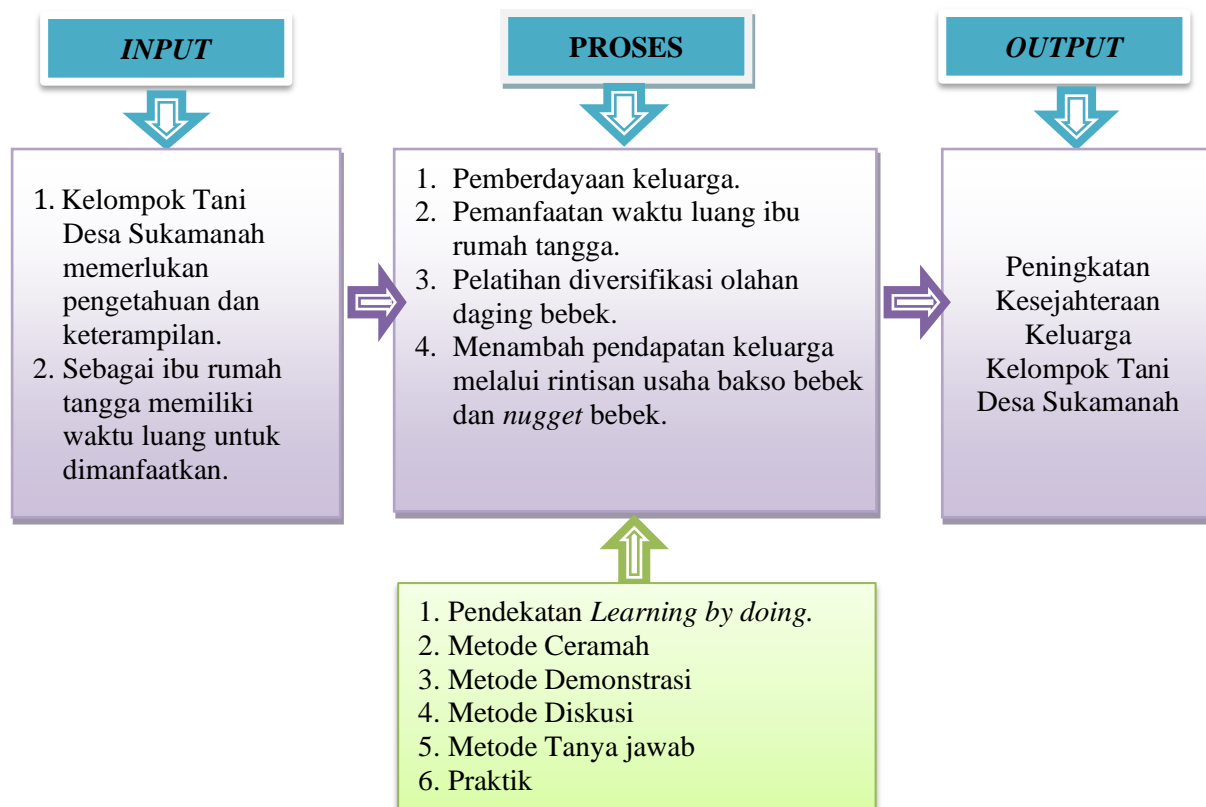 INPUT
PROSES
OUTPUT
1. Kelompok Tani
Desa Sukamanah
memerlukan
pengetahuan dan
keterampilan.
2. Sebagai ibu rumah
tangga memiliki
waktu luang untuk
dimanfaatkan.
1. Pemberdayaan keluarga.
2. Pemanfaatan waktu luang ibu
rumah tangga.
3. Pelatihan diversifikasi olahan
daging bebek.
4. Menambah pendapatan keluarga
melalui rintisan usaha bakso bebek
dan nugget bebek.
Peningkatan
Kesejahteraan
Keluarga
Kelompok Tani
Desa Sukamanah
1. Pendekatan Learning by doing.
2. Metode Ceramah
3. Metode Demonstrasi
4. Metode Diskusi
5. Metode Tanya jawab
6. Praktik